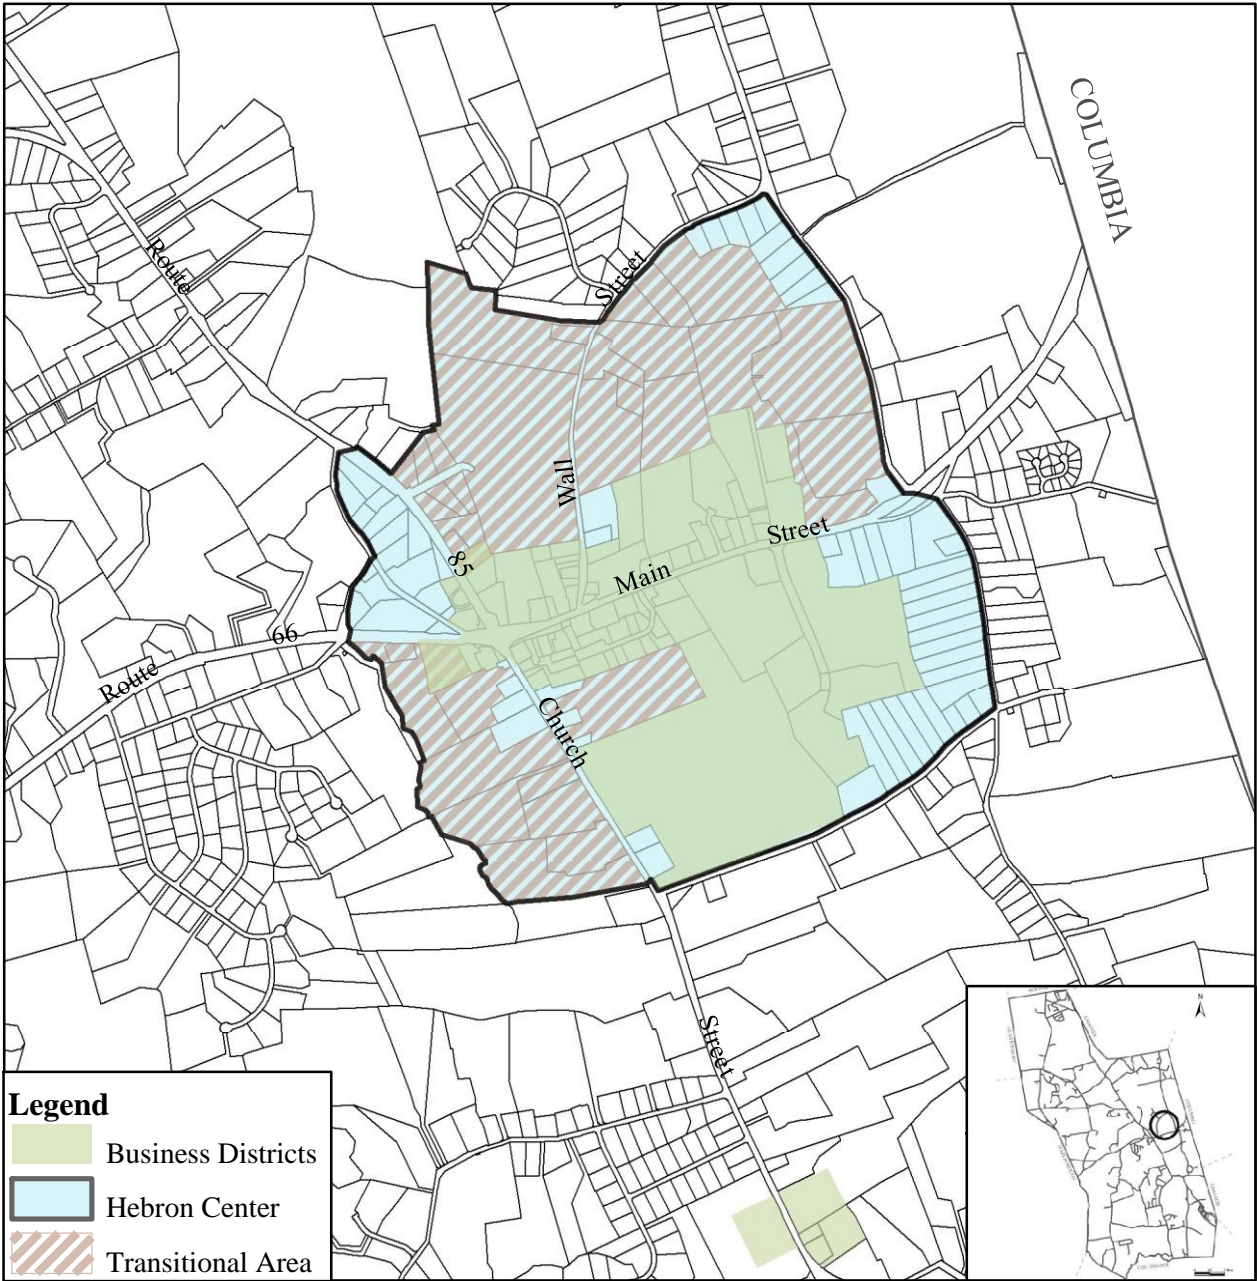 COLUMBIA
Route
Street
Wall
85
Street
Main
66
Route
Church
Street
N
Legend
Business Districts
Hebron Center
Transitional Area